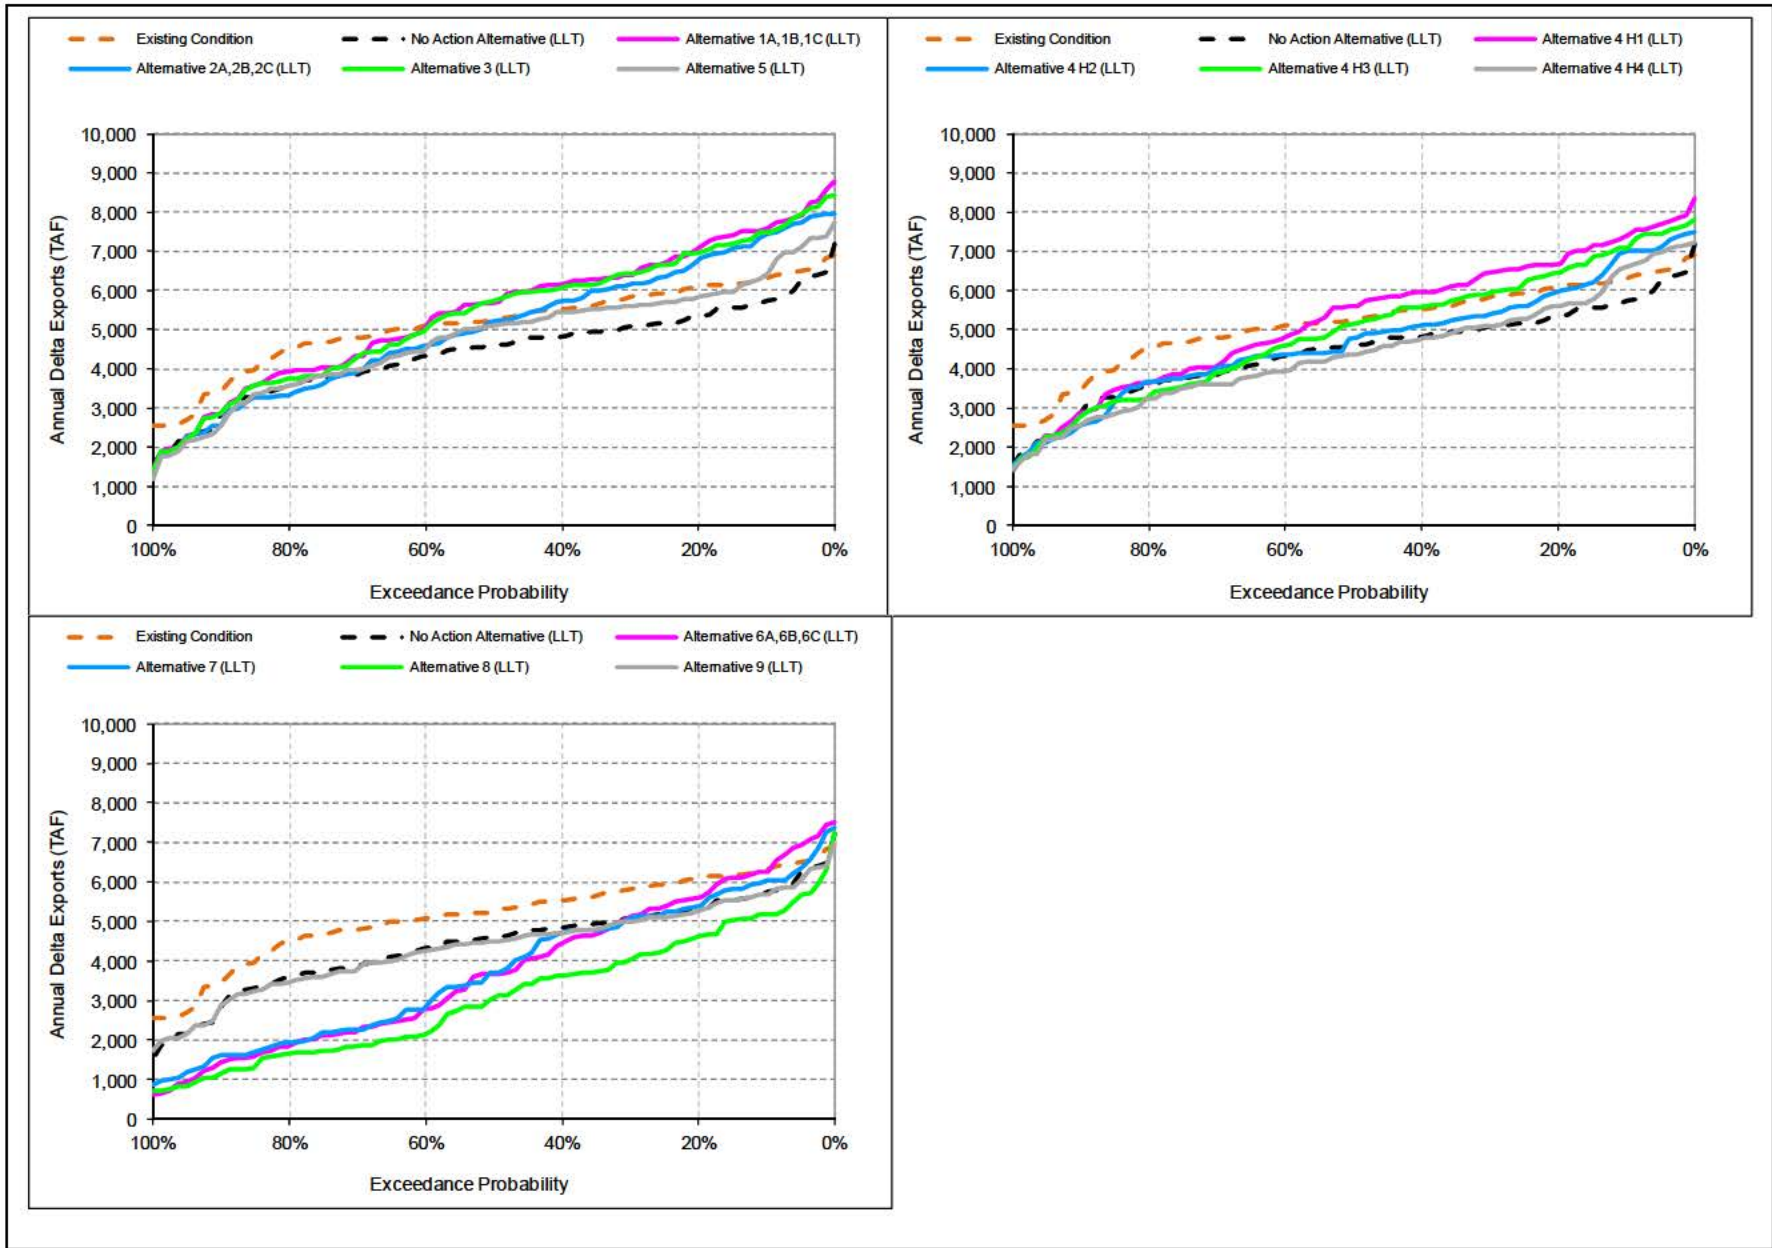 Existing Condition No Action Alternative (LLT) Alternative 1A,1B,1C (LLT)
Alternative 2A,2B,2C (LLT) Alternative 3 (LLT) Alternative 5 (LLT)
Annual Delta Exports (TAF)
10,000
9,000
8,000
7,000
6,000
5,000
4,000
3,000
2,000
1,000
0
100% 80% 60% 40% 20% 0%
Exceedance Probability
Existing Condition No Action Alternative (LLT) Alternative 4 H1 (LLT)
Alternative 4 H2 (LLT) Alternative 4 H3 (LLT) Alternative 4 H4 (LLT)
Annual Delta Exports (TAF)
10,000
9,000
8,000
7,000
6,000
5,000
4,000
3,000
2,000
1,000
0
100% 80% 60% 40% 20% 0%
Exceedance Probability
Existing Condition No Action Alternative (LLT) Alternative 6A,6B,6C (LLT)
Alternative 7 (LLT) Alternative 8 (LLT) Alternative 9 (LLT)
Annual Delta Exports (TAF)
10,000
9,000
8,000
7,000
6,000
5,000
4,000
3,000
2,000
1,000
0
100% 80% 60% 40% 20% 0%
Exceedance Probability